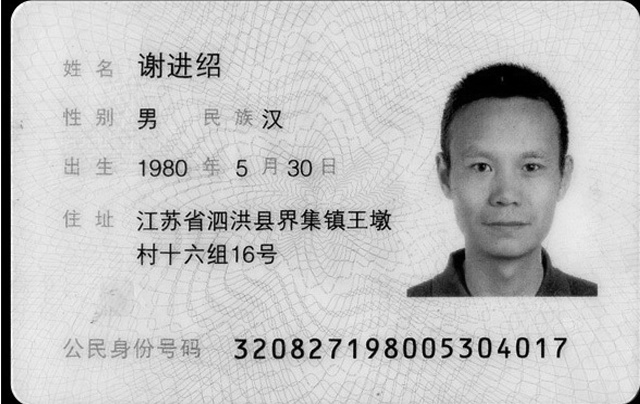 姓名 谢进绍
性别 男 民族 汉
出生 1980 年 5 月 30 日
住址 江苏省泗洪县界集镇王墩
村十六组16号
公民身份号码 320827198005304017